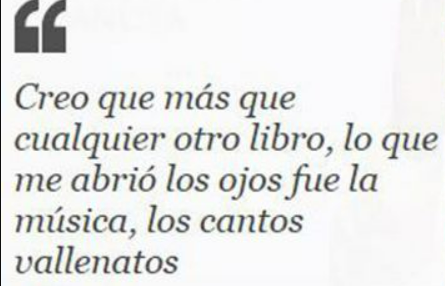 “
Creo que más que
cualquier otro libro, lo que
me abrió los ojos fue la
música, los cantos
vallenatos